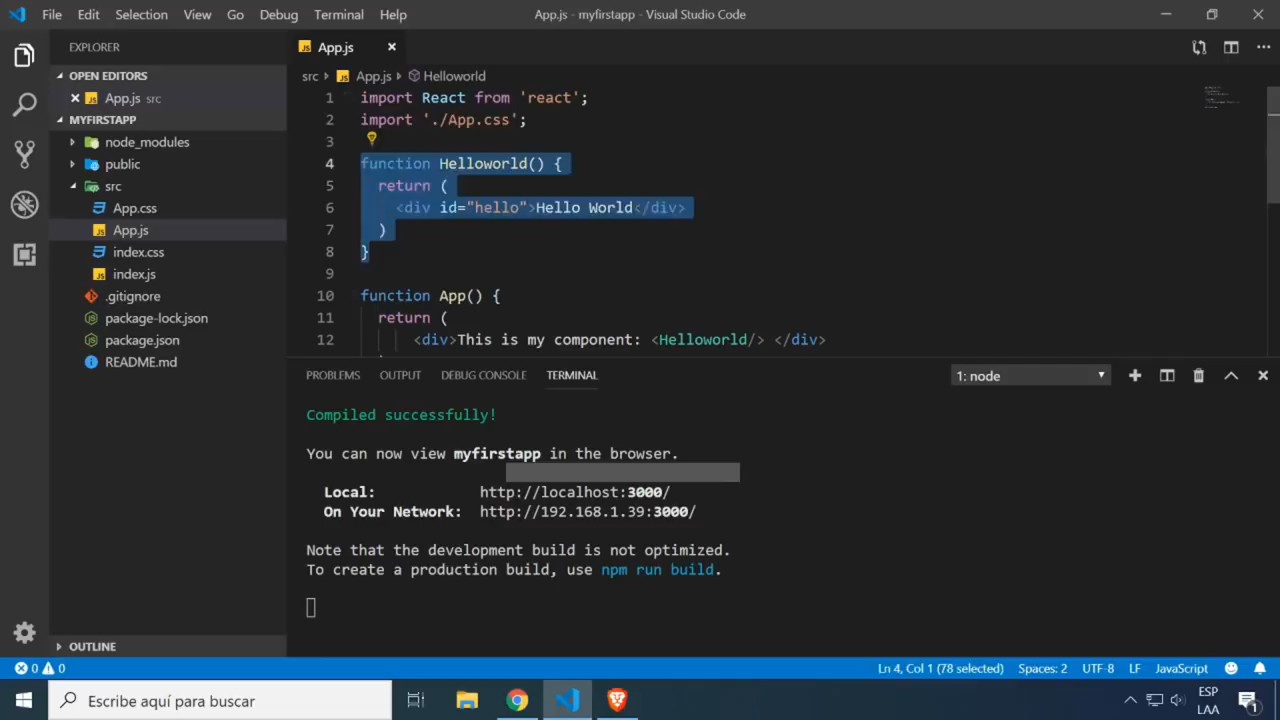 File Edit Selection View Go Debug Terminal Help App.js - myfirstapp - Visual Studio Code
EXPLORER
OPEN EDITORS
App.js src
MYFIRSTAPP
node_modules
public
src
App.css
App.js
index.css
index.js
.gitignore
package-lock.json
package.json
README.md
OUTLINE
App.js
src App.js Helloworld
1 import React from 'react';
2 import './App.css';
3
4 function Helloworld() {
5 return (
6 <div id="hello">Hello World</div>
7 )
8 }
9
10 function App() {
11 return (
12 <div>This is my component: <Helloworld/> </div>
PROBLEMS OUTPUT DEBUG CONSOLE TERMINAL 1: node
Compiled successfully!
You can now view myfirstapp in the browser.
Local: http://localhost:3000/
On Your Network: http://192.168.1.39:3000/
Note that the development build is not optimized.
To create a production build, use npm run build.
0 0 Ln 4, Col 1 (78 selected) Spaces: 2 UTF-8 LF JavaScript
Escribe aquí para buscar
ESP
LAA
1